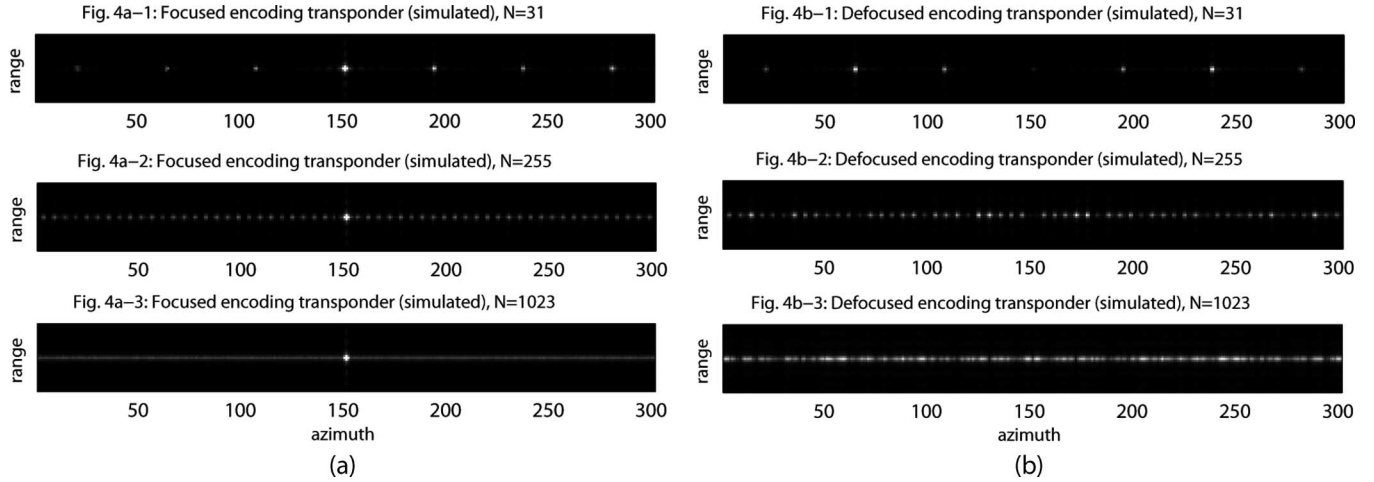 Fig. 4a−1: Focused encoding transponder (simulated), N=31
range
50 100 150 200 250 300
Fig. 4a−2: Focused encoding transponder (simulated), N=255
range
50 100 150 200 250 300
Fig. 4a−3: Focused encoding transponder (simulated), N=1023
range
50 100 150 200 250 300
azimuth
(a)
Fig. 4b−1: Defocused encoding transponder (simulated), N=31
range
50 100 150 200 250 300
Fig. 4b−2: Defocused encoding transponder (simulated), N=255
range
50 100 150 200 250 300
Fig. 4b−3: Defocused encoding transponder (simulated), N=1023
range
50 100 150 200 250 300
azimuth
(b)